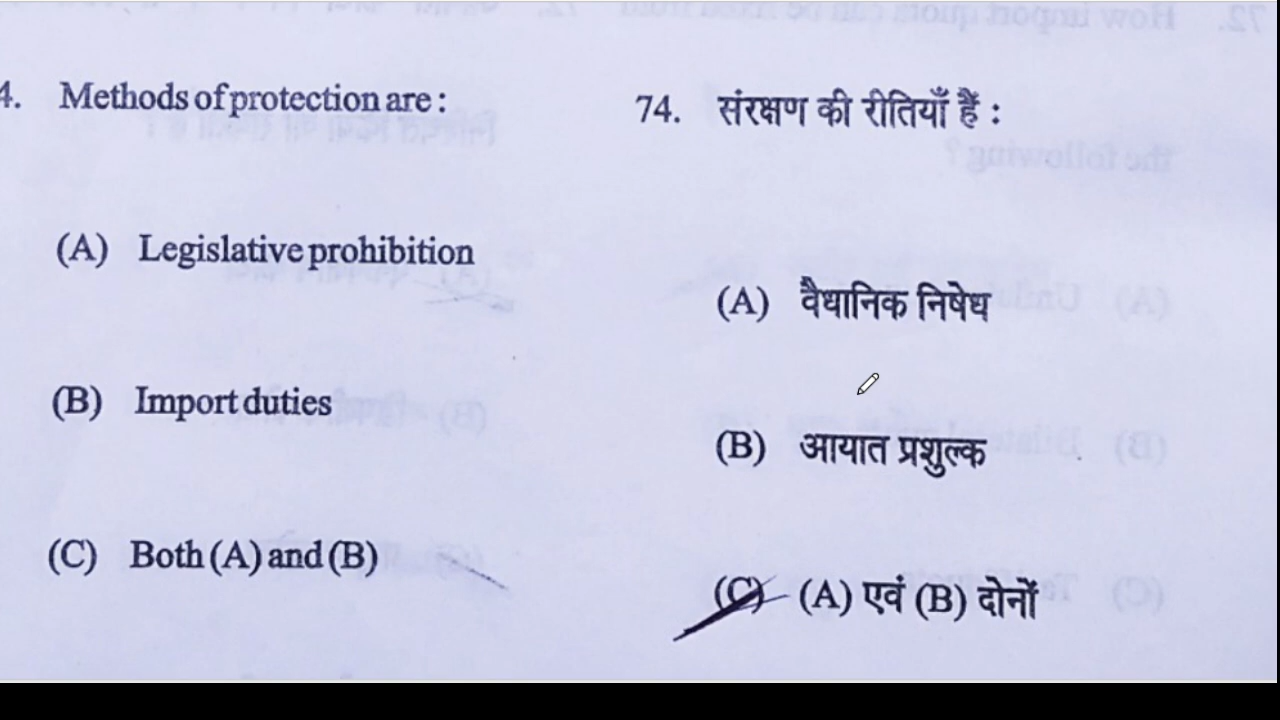 4. Methods of protection are :
(A) Legislative prohibition
(B) Import duties
(C) Both (A) and (B)
74. संरक्षण की रीतियाँ हैं :
(A) वैधानिक निषेध
(B) आयात प्रशुल्क
(C) (A) एवं (B) दोनों